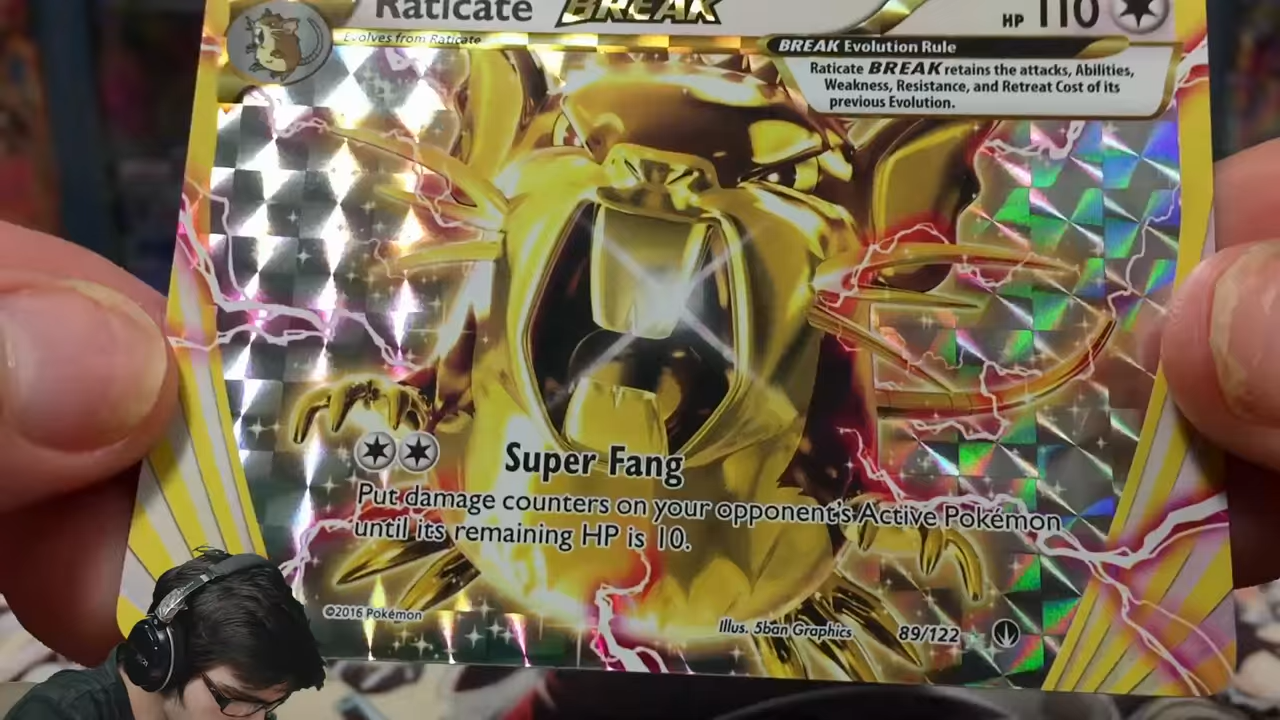 Raticate BREAK HP 110
Evolves from Raticate
BREAK Evolution Rule
Raticate BREAK retains the attacks, Abilities,
Weakness, Resistance, and Retreat Cost of its
previous Evolution.
Super Fang
Put damage counters on your opponent's Active Pokémon
until its remaining HP is 10.
©2016 Pokémon
Illus. 5ban Graphics
89/122